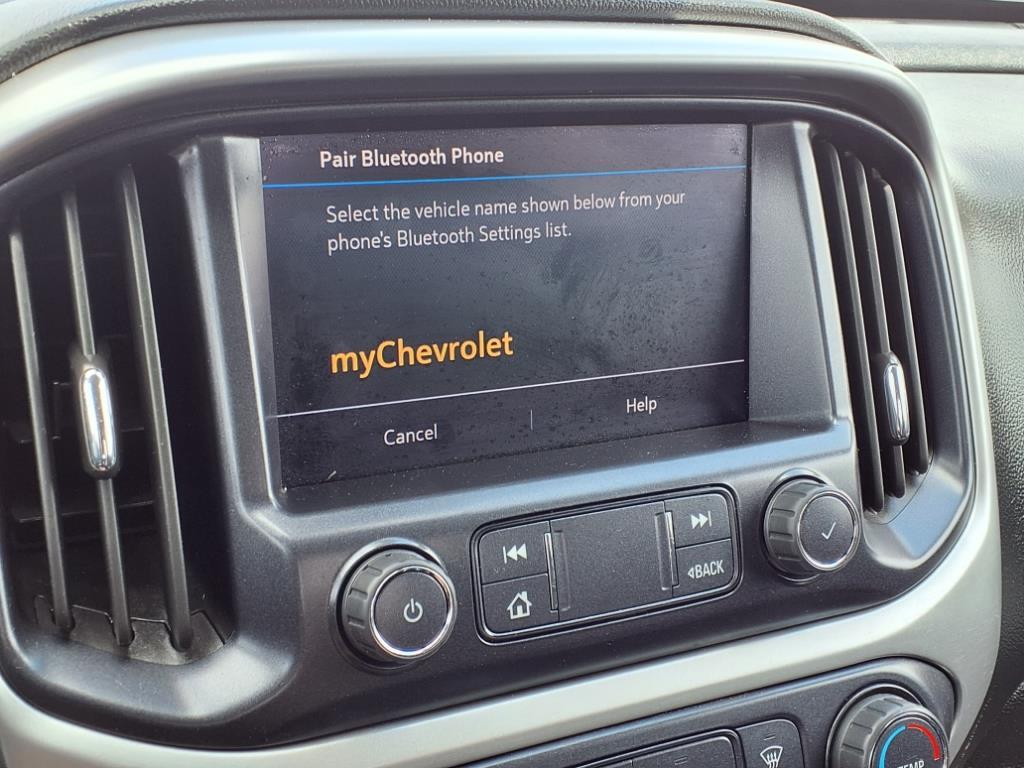 Pair Bluetooth Phone
Select the vehicle name shown below from your
phone's Bluetooth Settings list.
myChevrolet
Cancel
Help
BACK
TEMP